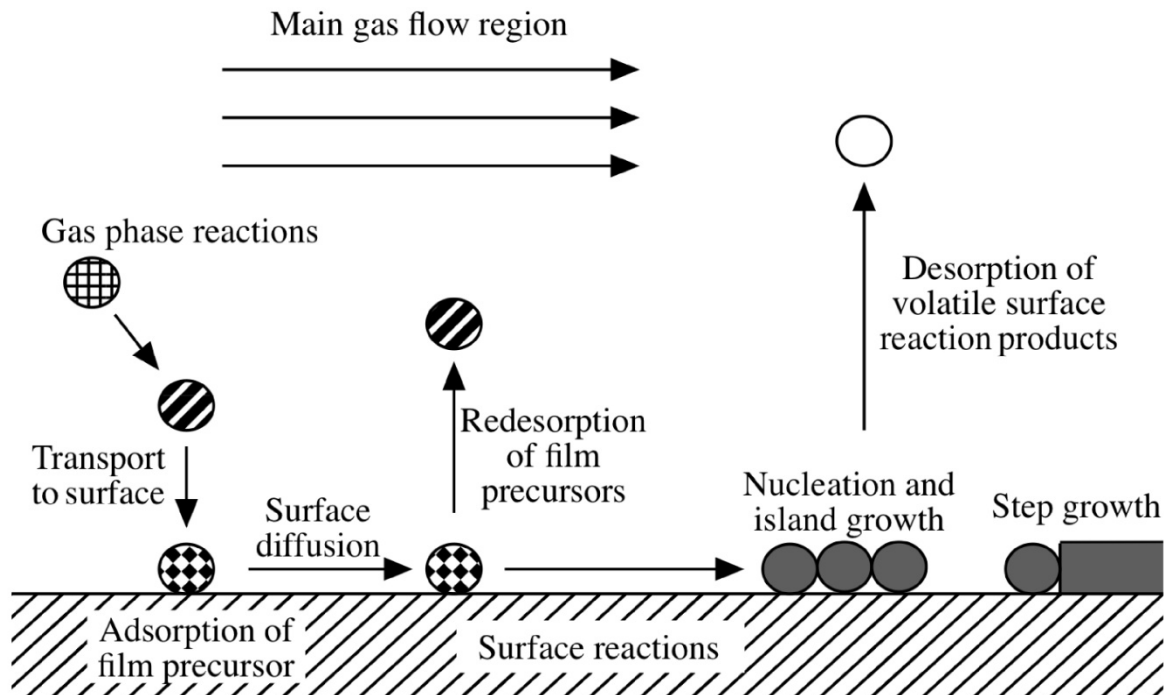 Main gas flow region
Gas phase reactions
Desorption of
volatile surface
reaction products
Transport
to surface
Redesorption
of film
precursors
Surface
diffusion
Nucleation and
island growth
Step growth
Adsorption of
film precursor
Surface reactions